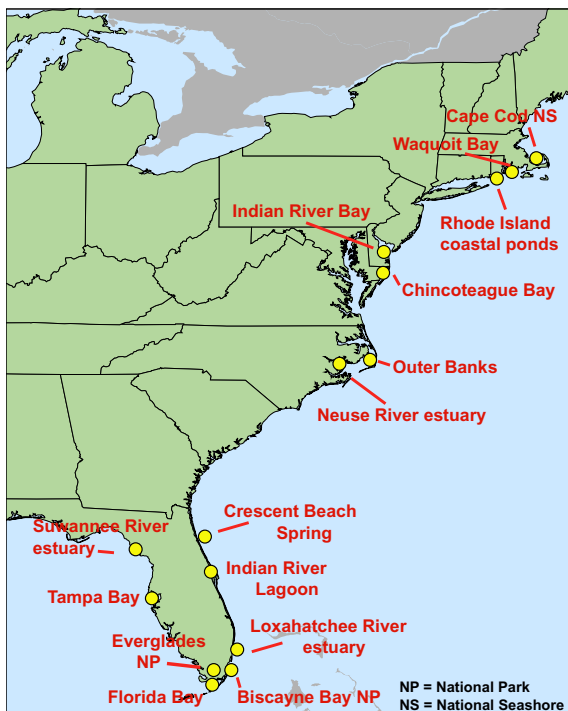 Cape Cod NS
Waquoit Bay
Rhode Island
coastal ponds
Indian River Bay
Chincoteague Bay
Outer Banks
Neuse River estuary
Crescent Beach
Spring
Suwannee River
estuary
Indian River
Lagoon
Tampa Bay
Loxahatchee River
estuary
Everglades
NP
Florida Bay
Biscayne Bay NP
NP = National Park
NS = National Seashore